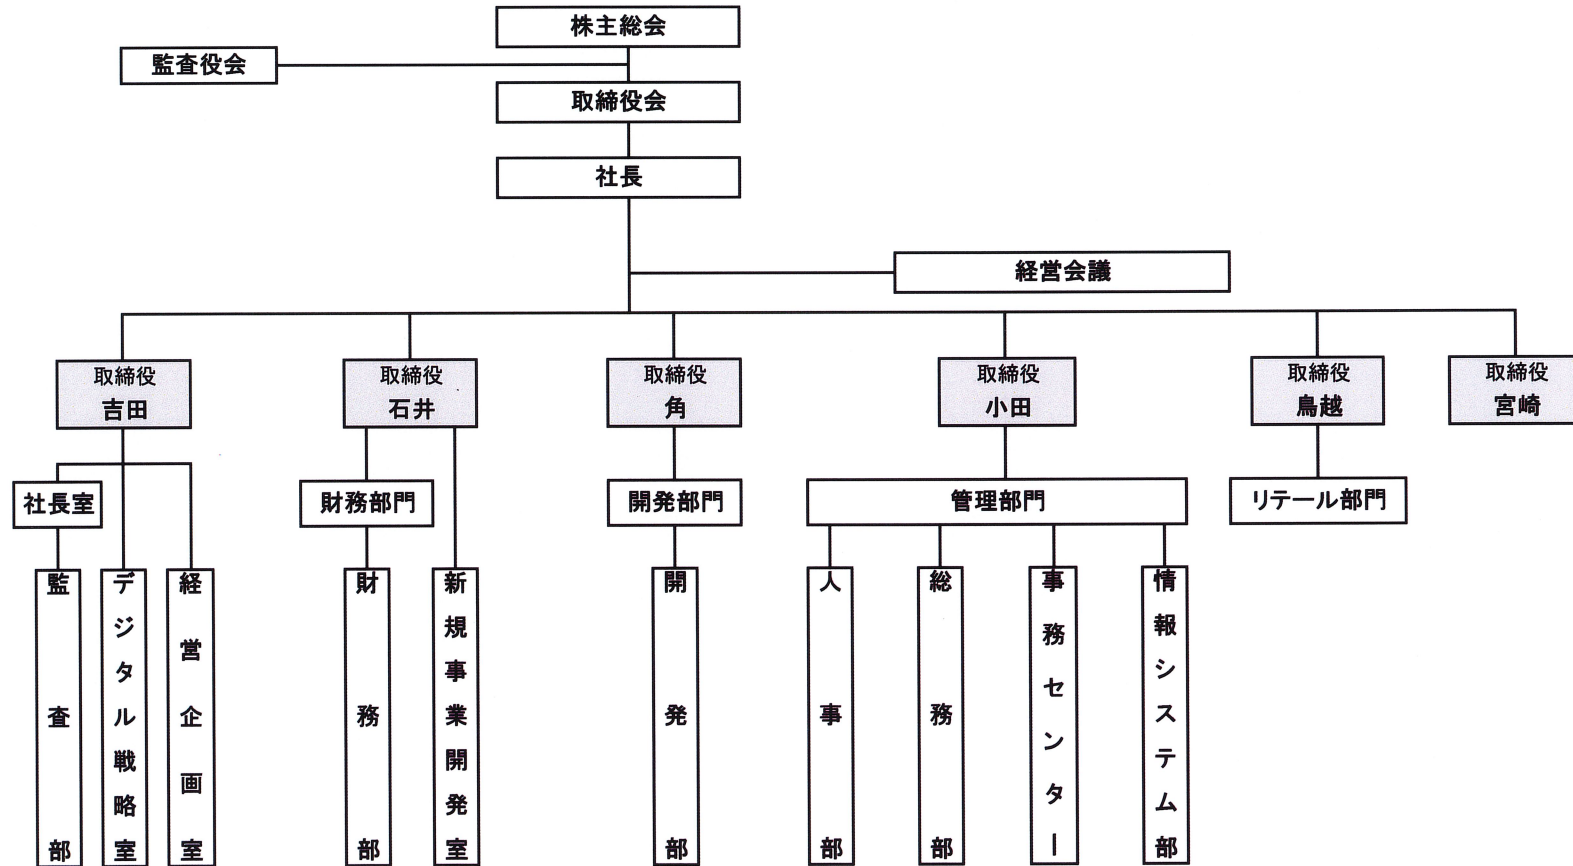 株主総会
監査役会
取締役会
社長
経営会議
取締役
吉田
取締役
石井
取締役
角
取締役
小田
取締役
鳥越
取締役
宮崎
社長室
財務部門
開発部門
管理部門
リテール部門
監査部
デジタル戦略室
経営企画室
財務部
新規事業開発室
開発部
人事部
総務部
事務センター
情報システム部